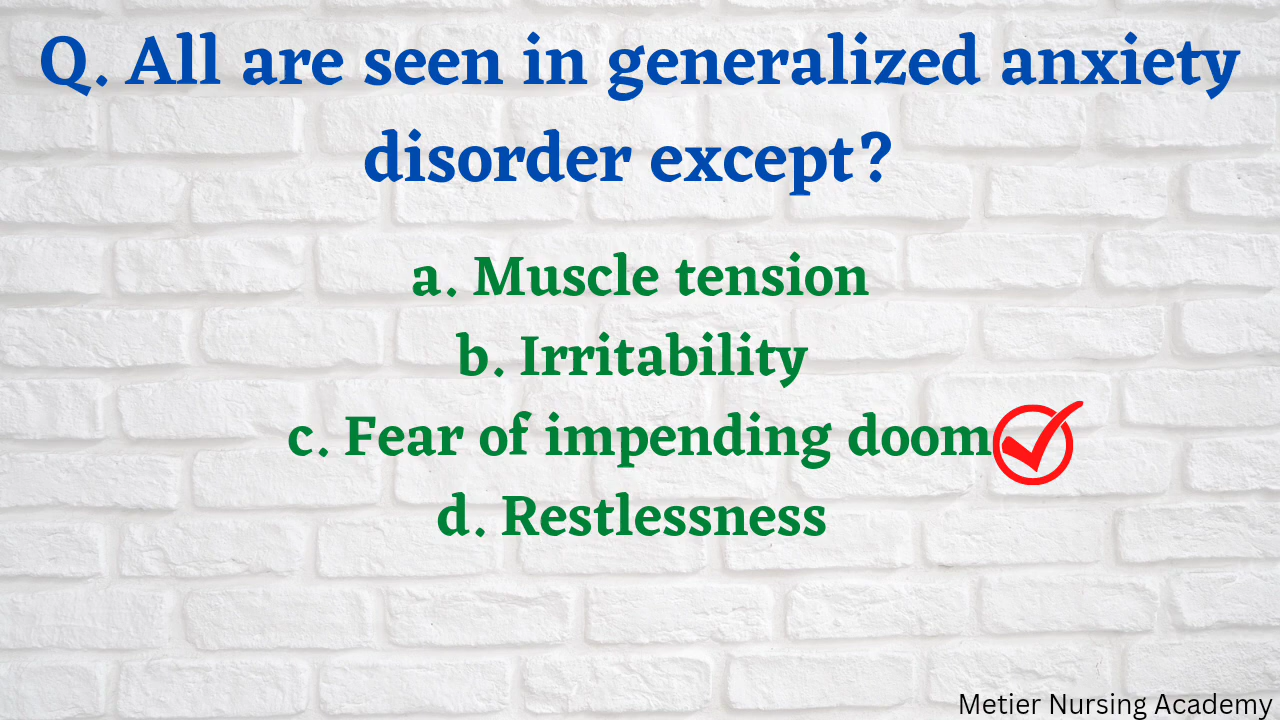 Q. All are seen in generalized anxiety
disorder except?
a. Muscle tension
b. Irritability
c. Fear of impending doom
d. Restlessness
Metier Nursing Academy